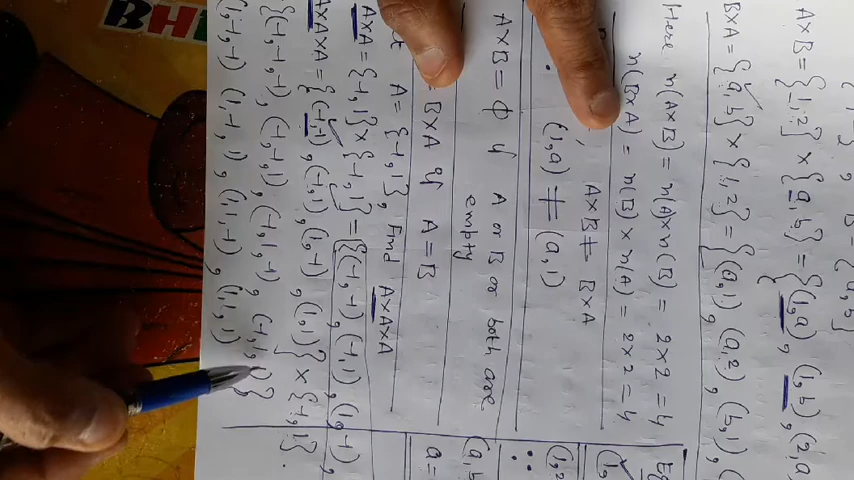 A×B = {1,2} × {a,b} = {(1,a), (1,b), (2,a
B×A = {a,b} × {1,2} = {(a,1), (a,2), (b,1), (
Here n(A×B) = n(A)×n(B) = 2×2 = 4
n(B×A) = n(B)×n(A) = 2×2 = 4
A×B ≠ B×A
(1,a) ≠ (a,1)
A×B = ϕ if A or B or both are
empty
= B×A if A = B
A = {-1,1}, Find A×A×A
A×A = {-1,1} × {-1,1} = {(-1,-1), (-1,1), (1,-1),
A×A×A = {(-1,-1), (-1,1), (1,-1), (1,1)} × {-1,1}.
{(-1,-1,-1), (-1,-1,1), (-1,1,-1), (-1,1,1)}
(1,-1,-1) (1,-1,1), (1,1,-1), (1,1,1)
(a,b
a =